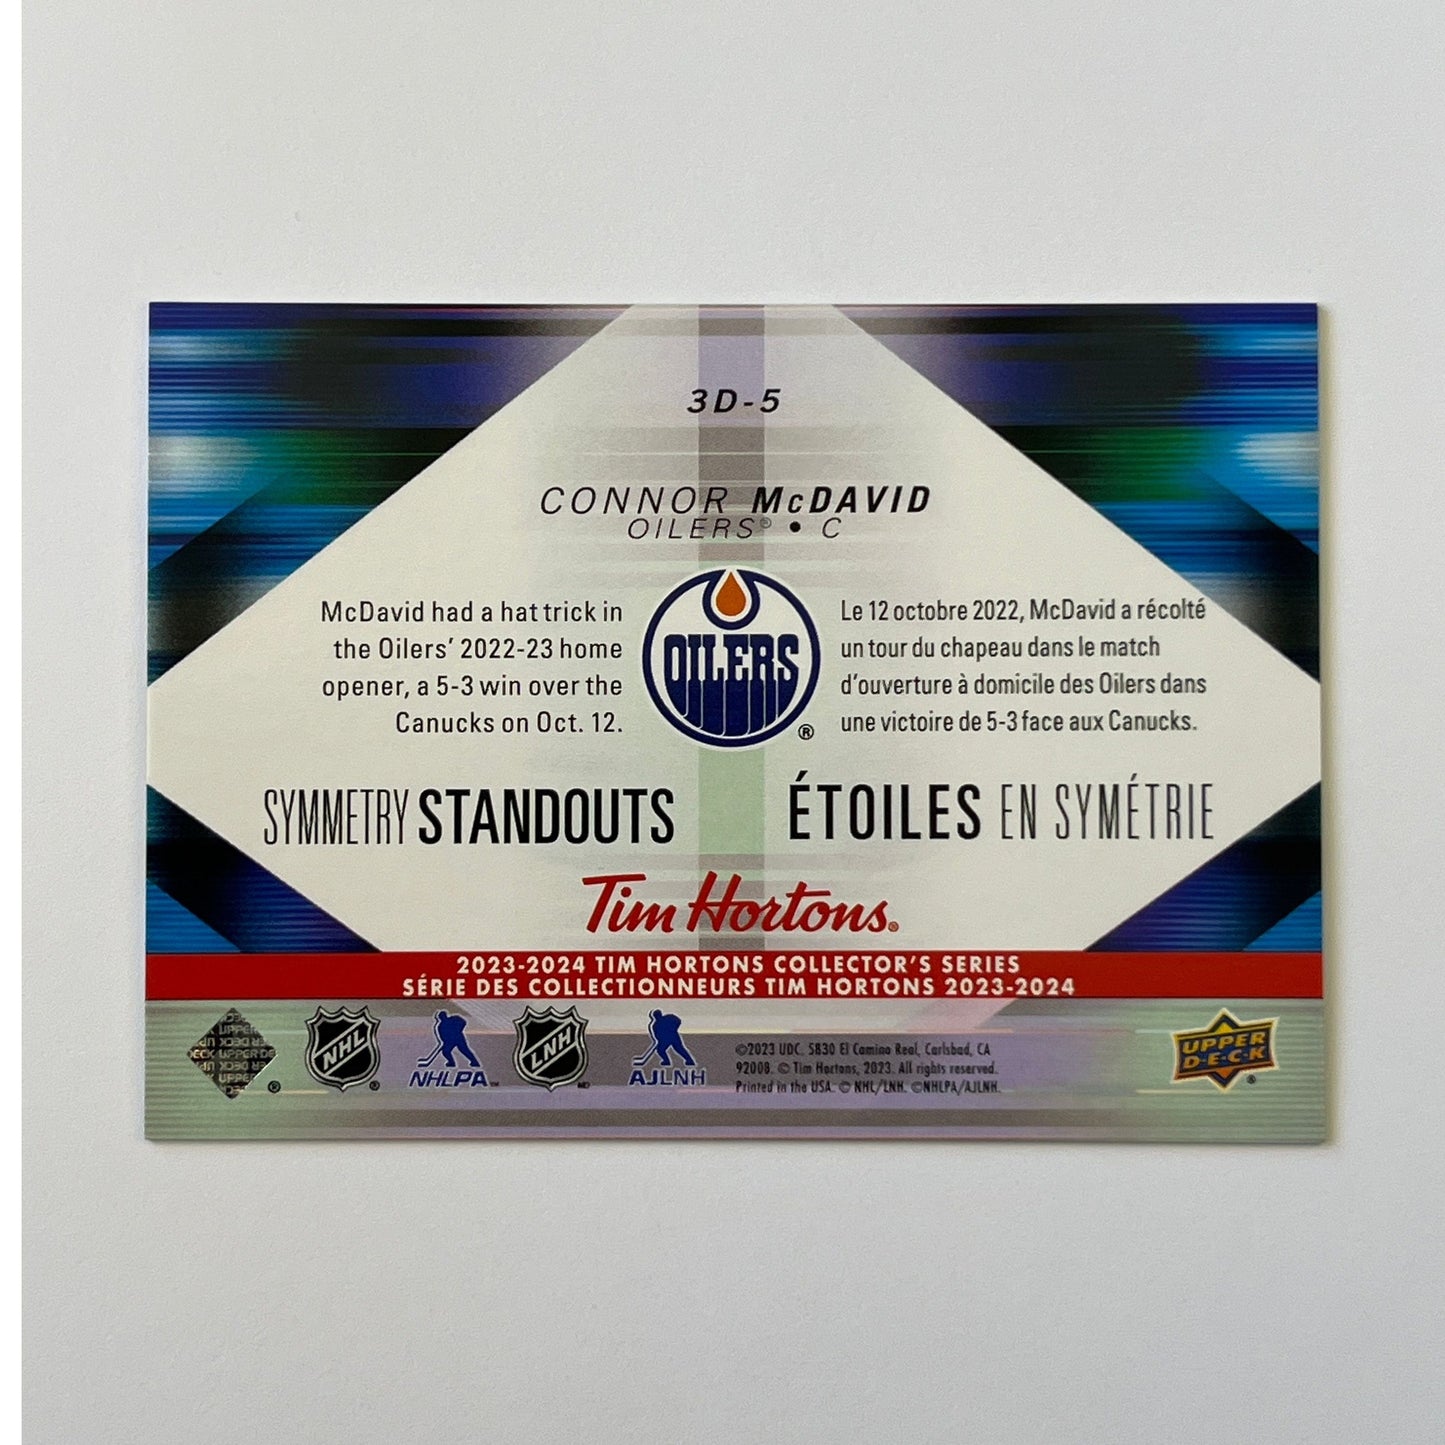 3D-5
CONNOR McDAVID
OILERS® • C
McDavid had a hat trick in
the Oilers' 2022-23 home
opener, a 5-3 win over the
Canucks on Oct. 12.
OILERS
®
Le 12 octobre 2022, McDavid a récolté
un tour du chapeau dans le match
d'ouverture à domicile des Oilers dans
une victoire de 5-3 face aux Canucks.
SYMMETRY STANDOUTS
ÉTOILES EN SYMÉTRIE
Tim Hortons®
2023-2024 TIM HORTONS COLLECTOR'S SERIES
SÉRIE DES COLLECTIONNEURS TIM HORTONS 2023-2024
UPPER DECK
®
NHL
®
NHLPA™
LNH
MD
AJLNH
©2023 UDC. 5830 El Camino Real, Carlsbad, CA
92008. © Tim Hortons, 2023. All rights reserved.
Printed in the USA. © NHL/LNH. ©NHLPA/AJLNH.
UPPER
D·E·C·K
®